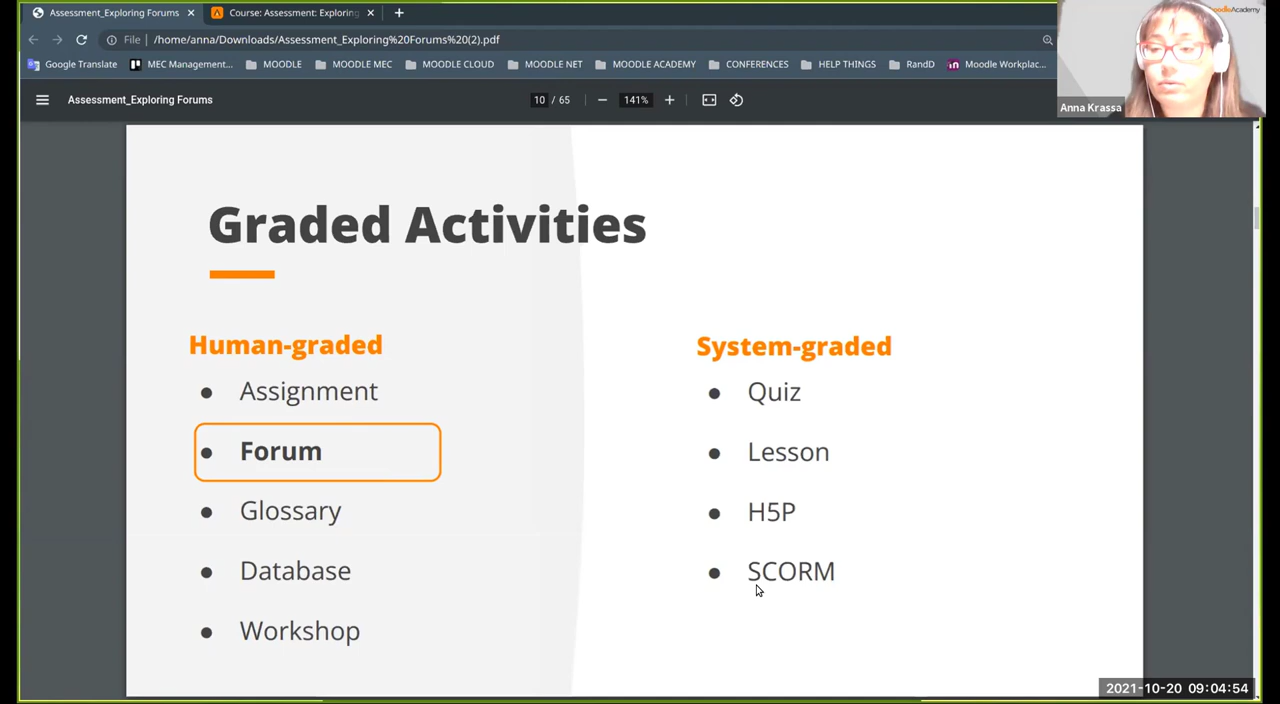 Assessment_Exploring Forums
Course: Assessment: Exploring
File
/home/anna/Downloads/Assessment_Exploring%20Forums%20(2).pdf
Google Translate
MEC Management...
MOODLE
MOODLE MEC
MOODLE CLOUD
MOODLE NET
MOODLE ACADEMY
CONFERENCES
HELP THINGS
RandD
Moodle Workplac...
Anna Krassa
Assessment_Exploring Forums
10 / 65
141%
Graded Activities
Human-graded
Assignment
Forum
Glossary
Database
Workshop
System-graded
Quiz
Lesson
H5P
SCORM
2021-10-20 09:04:54